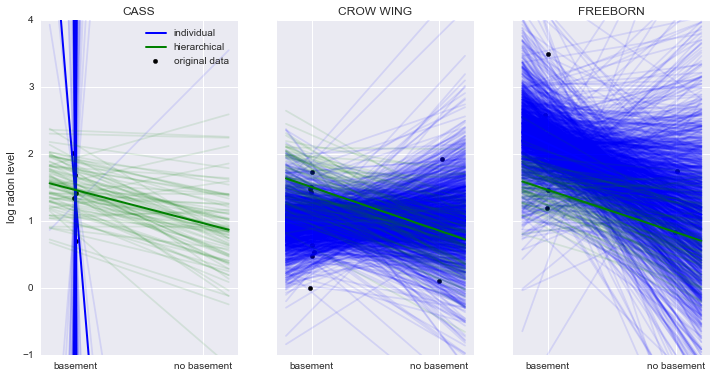 CASS
CROW WING
FREEBORN
individual
hierarchical
original data
log radon level
4
3
2
1
0
−1
basement
no basement
basement
no basement
basement
no basement